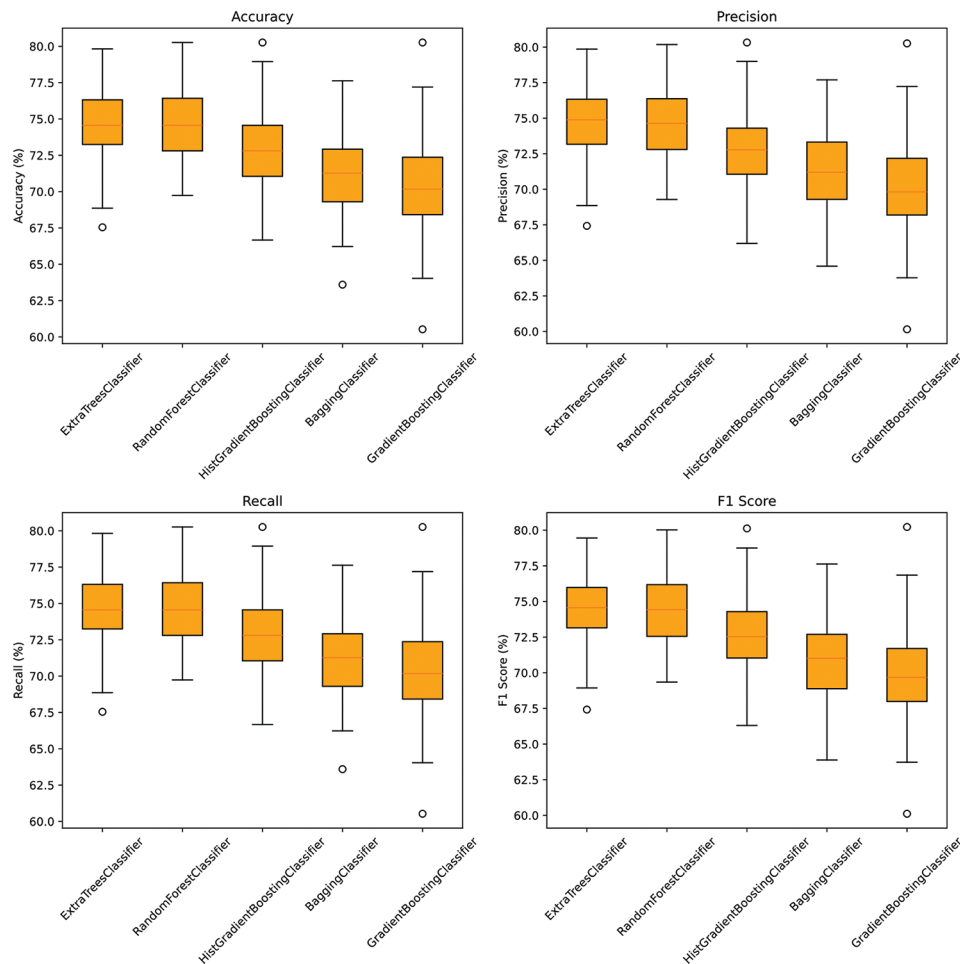 Accuracy
Accuracy (%)
80.0
77.5
75.0
72.5
70.0
67.5
65.0
62.5
60.0
ExtraTreesClassifier
RandomForestClassifier
HistGradientBoostingClassifier
BaggingClassifier
GradientBoostingClassifier
Precision
Precision (%)
80.0
77.5
75.0
72.5
70.0
67.5
65.0
62.5
60.0
ExtraTreesClassifier
RandomForestClassifier
HistGradientBoostingClassifier
BaggingClassifier
GradientBoostingClassifier
Recall
Recall (%)
80.0
77.5
75.0
72.5
70.0
67.5
65.0
62.5
60.0
ExtraTreesClassifier
RandomForestClassifier
HistGradientBoostingClassifier
BaggingClassifier
GradientBoostingClassifier
F1 Score
F1 Score (%)
80.0
77.5
75.0
72.5
70.0
67.5
65.0
62.5
60.0
ExtraTreesClassifier
RandomForestClassifier
HistGradientBoostingClassifier
BaggingClassifier
GradientBoostingClassifier